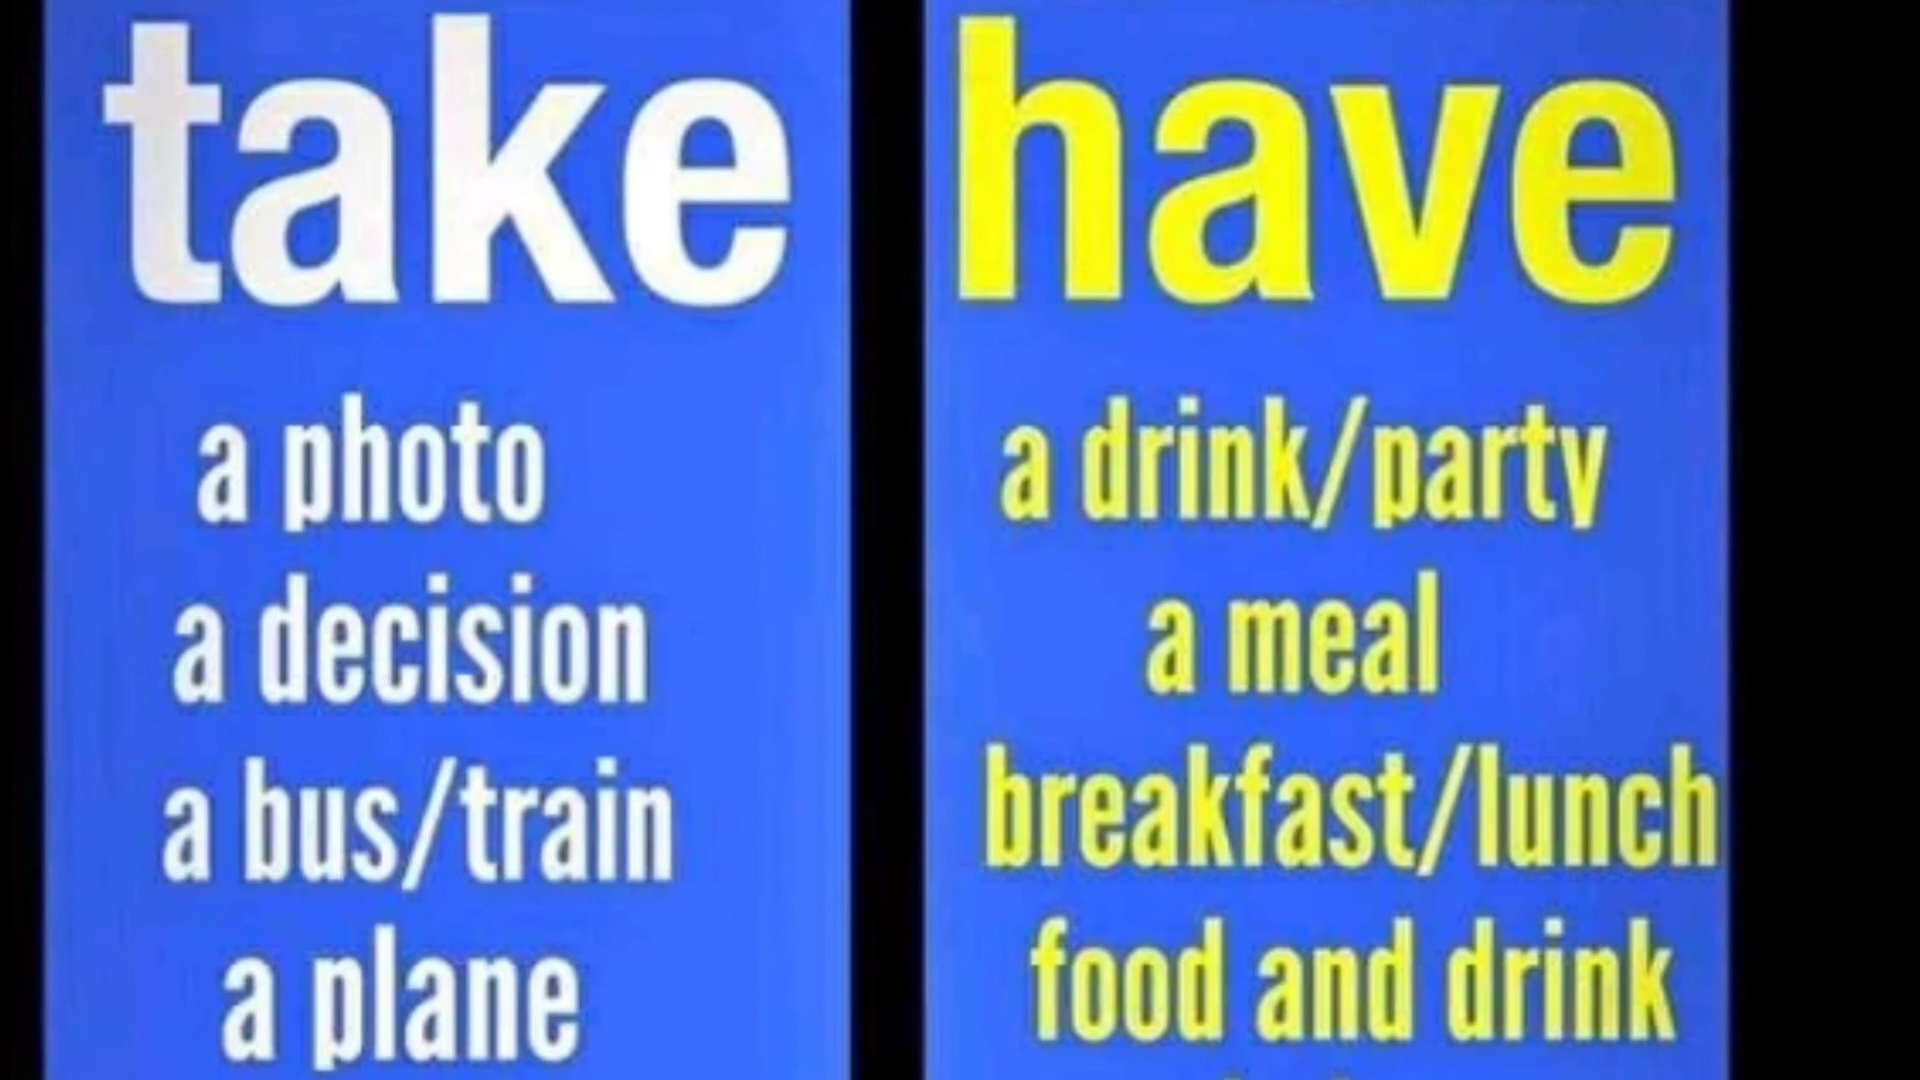 take
a photo
a decision
a bus/train
a plane
have
a drink/party
a meal
breakfast/lunch
food and drink